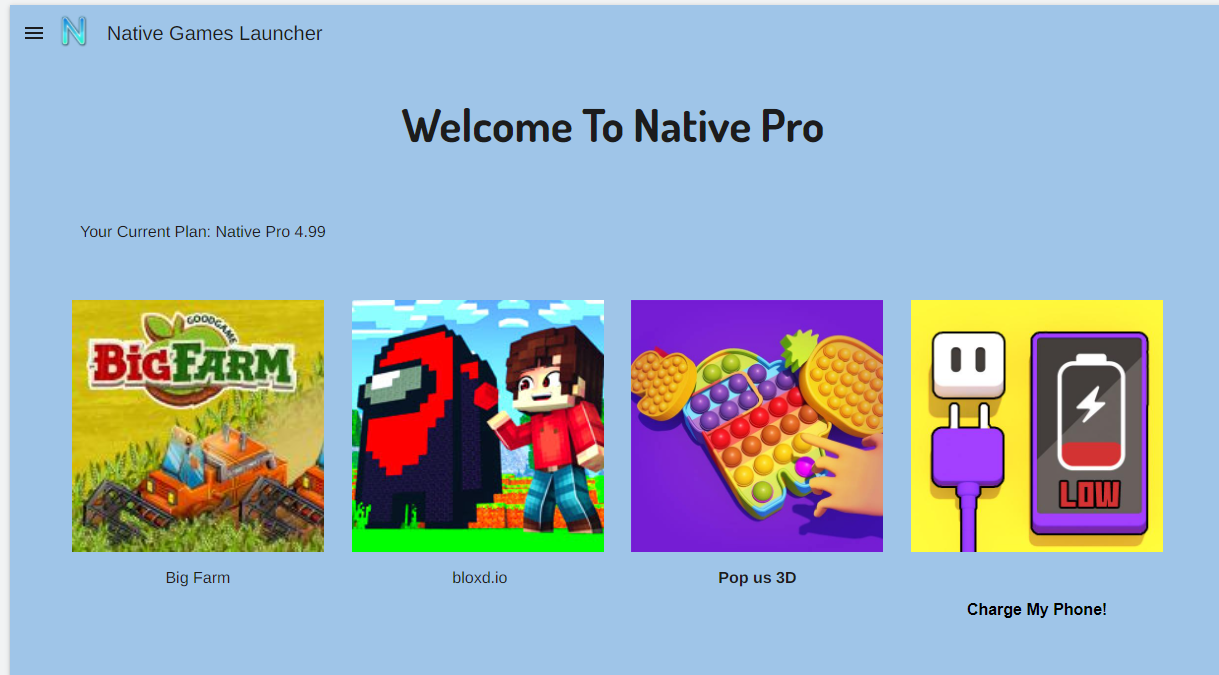 N Native Games Launcher
Welcome To Native Pro
Your Current Plan: Native Pro 4.99
GOODGAME
BIGFARM
LOW
Big Farm
bloxd.io
Pop us 3D
Charge My Phone!